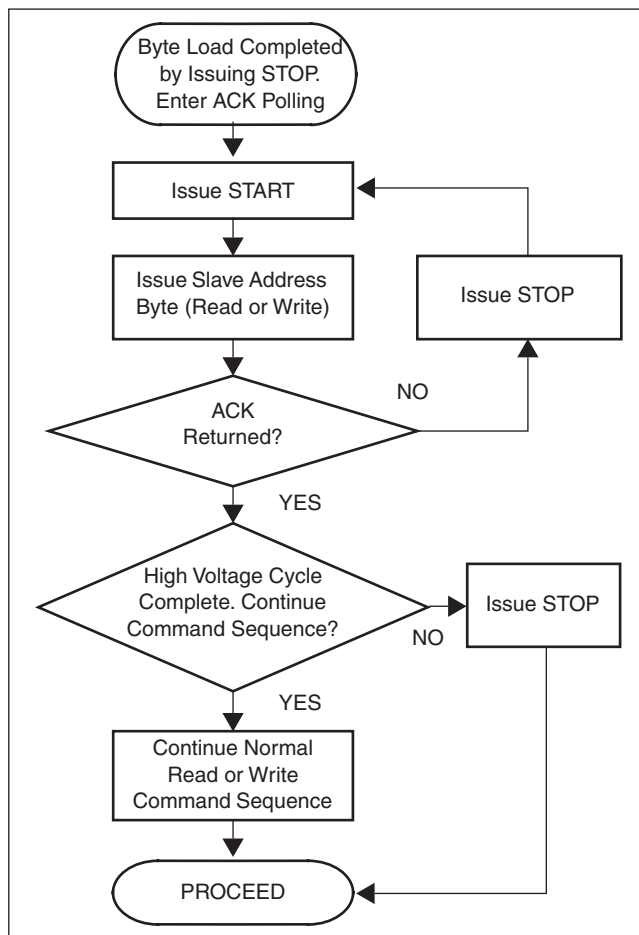 Byte Load Completed
by Issuing STOP.
Enter ACK Polling
Issue START
Issue Slave Address
Byte (Read or Write)
Issue STOP
ACK
Returned?
NO
YES
High Voltage Cycle
Complete. Continue
Command Sequence?
Issue STOP
NO
YES
Continue Normal
Read or Write
Command Sequence
PROCEED